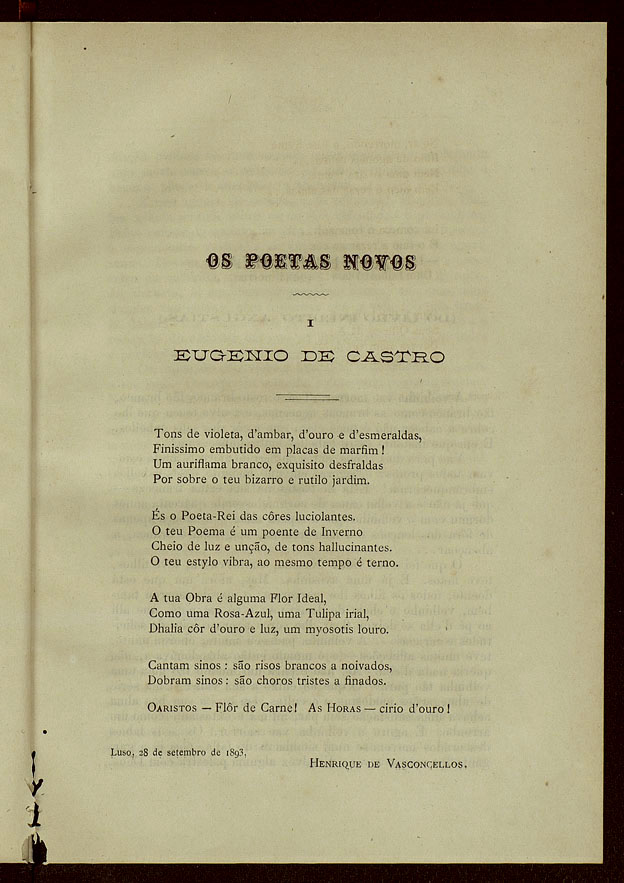 OS POETAS NOVOS
I
EUGENIO DE CASTRO
Tons de violeta, d'ambar, d'ouro e d'esmeraldas,
Finissimo embutido em placas de marfim!
Um auriflama branco, exquisito desfraldas
Por sobre o teu bizarro e rutilo jardim.
És o Poeta-Rei das côres luciolantes.
O teu Poema é um poente de Inverno
Cheio de luz e unção, de tons hallucinantes.
O teu estylo vibra, ao mesmo tempo é terno.
A tua Obra é alguma Flor Ideal,
Como uma Rosa-Azul, uma Tulipa irial,
Dhalia côr d'ouro e luz, um myosotis louro.
Cantam sinos: são risos brancos a noivados,
Dobram sinos: são choros tristes a finados.
OARISTOS — Flôr de Carne! AS HORAS — cirio d'ouro!
Luso, 28 de setembro de 1893.
HENRIQUE DE VASCONCELLOS.